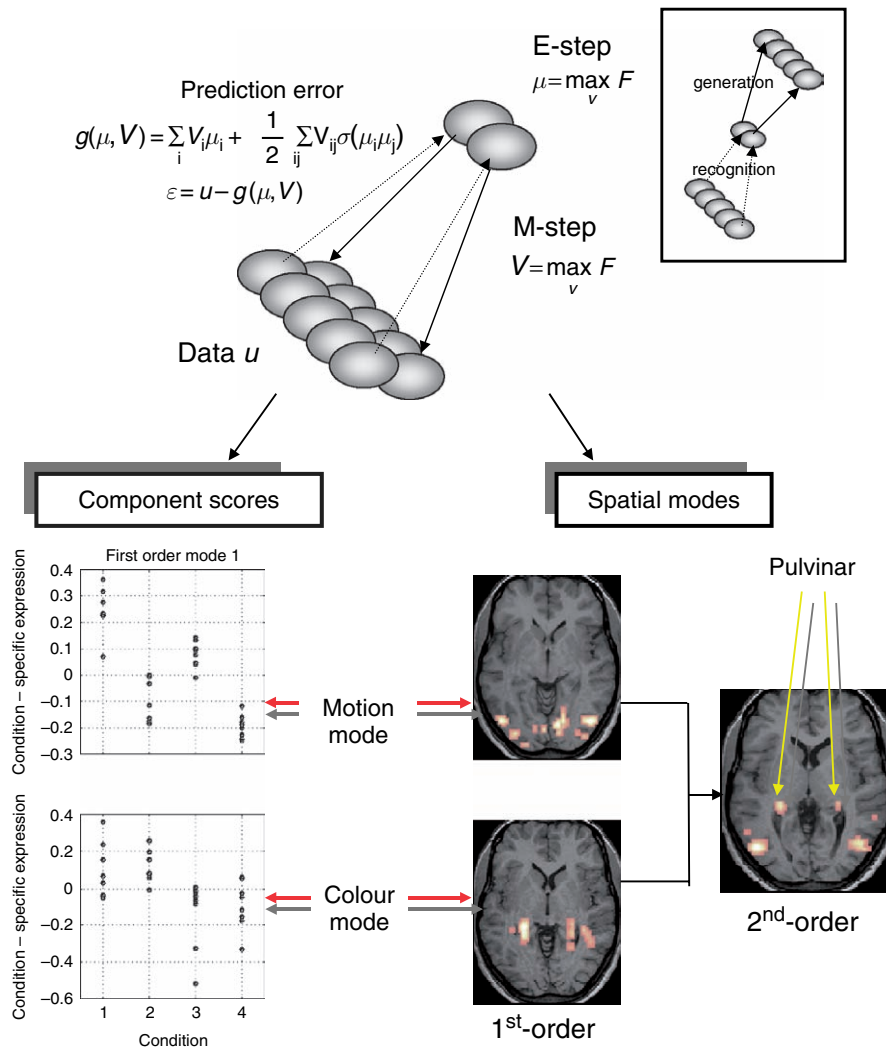 E-step
μ = max F
v
Prediction error
g(μ, V) = ∑ Vᵢμᵢ + 1/2 ∑ Vᵢⱼσ(μᵢμⱼ)
i ij
ε = u – g(μ, V)
M-step
V = max F
v
generation
recognition
Data u
Component scores
Spatial modes
First order mode 1
Condition – specific expression
0.4
0.3
0.2
0.1
0
–0.1
–0.2
–0.3
Motion
mode
Pulvinar
Condition – specific expression
0.4
0.2
0
–0.2
–0.4
–0.6
1 2 3 4
Condition
Colour
mode
1st-order
2nd-order